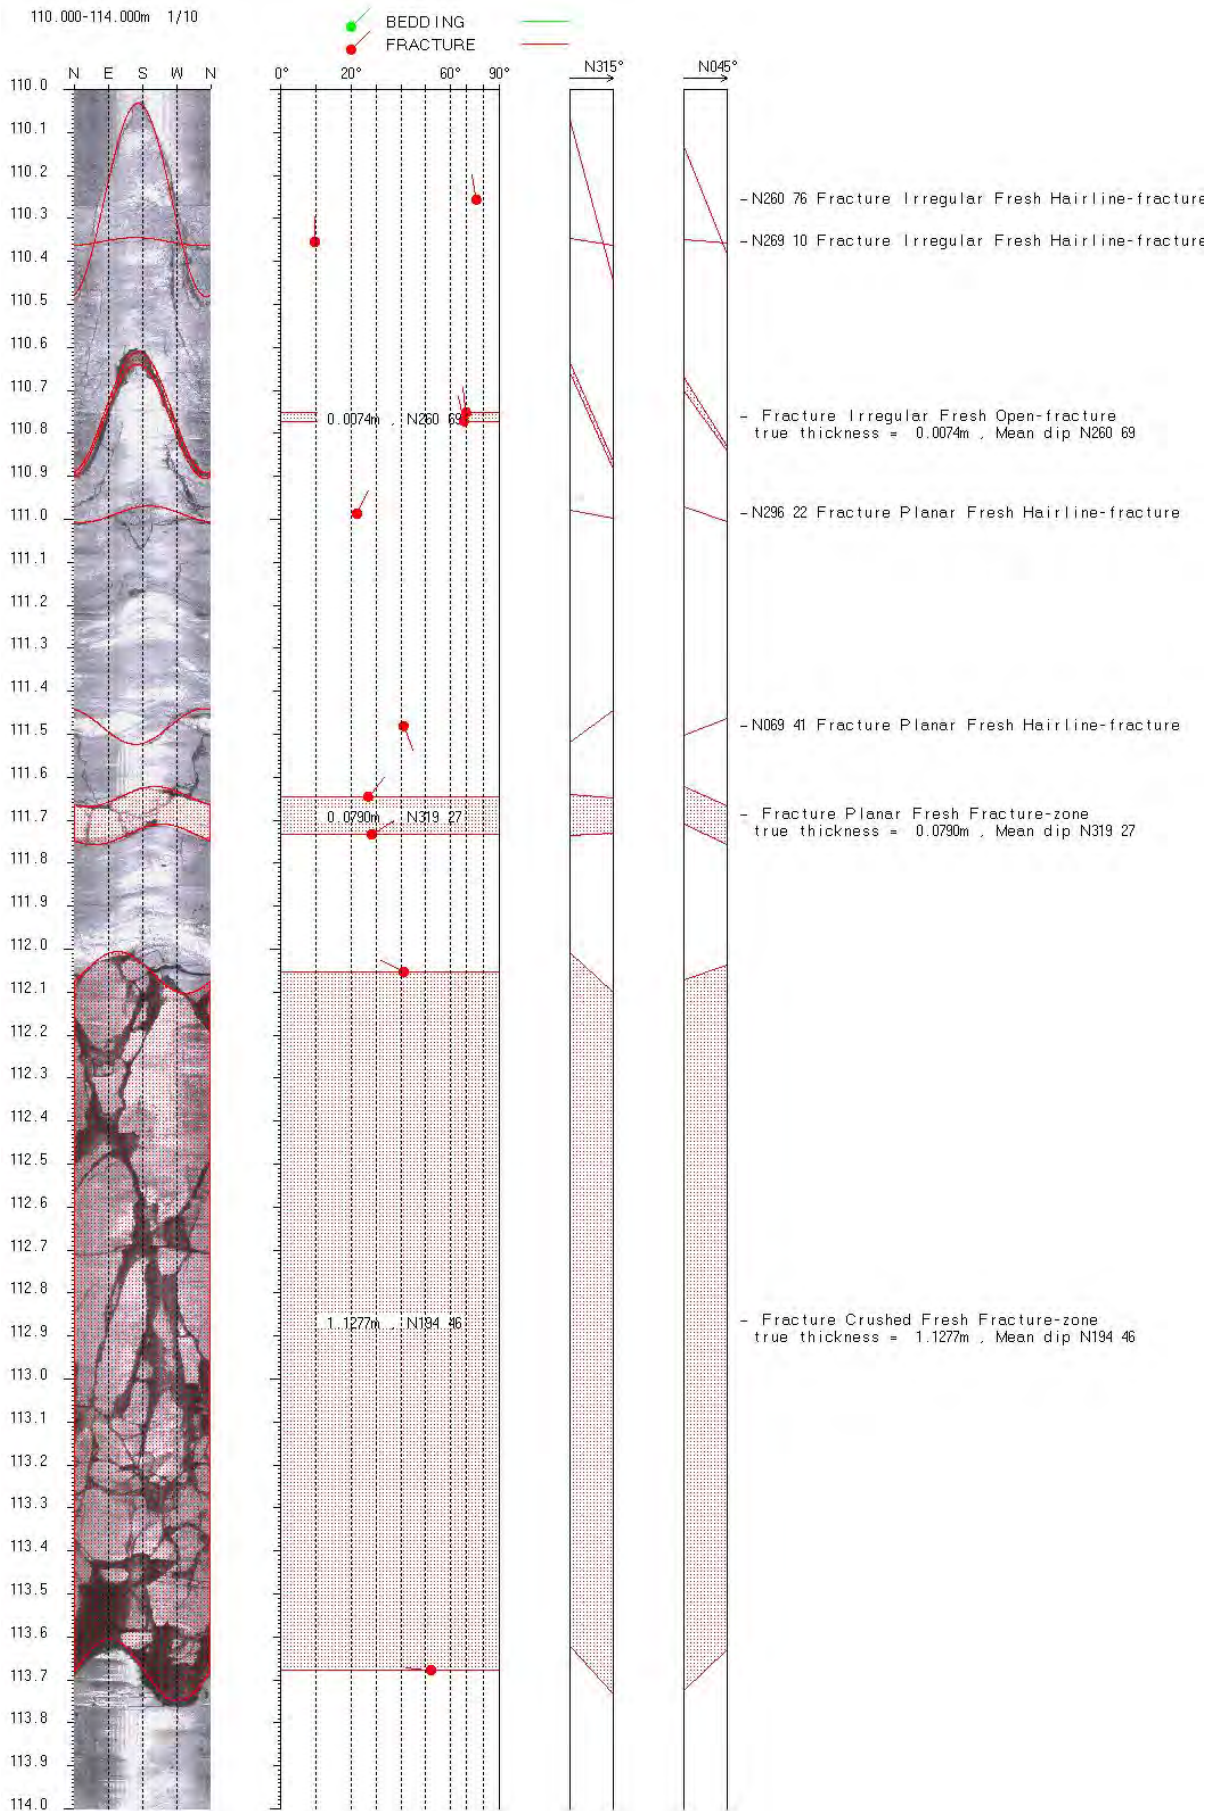 110.000-114.000m 1/10
BEDDING
FRACTURE
N E S W N
0° 20° 60° 90°
N315°
N045°
110.0
110.1
110.2
-N260 76 Fracture Irregular Fresh Hairline-fracture
110.3
-N269 10 Fracture Irregular Fresh Hairline-fracture
110.4
110.5
110.6
110.7
0.0074m , N260 69
- Fracture Irregular Fresh Open-fracture
true thickness = 0.0074m , Mean dip N260 69
110.8
110.9
111.0
-N296 22 Fracture Planar Fresh Hairline-fracture
111.1
111.2
111.3
111.4
-N069 41 Fracture Planar Fresh Hairline-fracture
111.5
111.6
111.7
0.0790m , N319 27
- Fracture Planar Fresh Fracture-zone
true thickness = 0.0790m , Mean dip N319 27
111.8
111.9
112.0
112.1
112.2
112.3
112.4
112.5
112.6
112.7
112.8
1.1277m , N194 46
- Fracture Crushed Fresh Fracture-zone
true thickness = 1.1277m , Mean dip N194 46
112.9
113.0
113.1
113.2
113.3
113.4
113.5
113.6
113.7
113.8
113.9
114.0